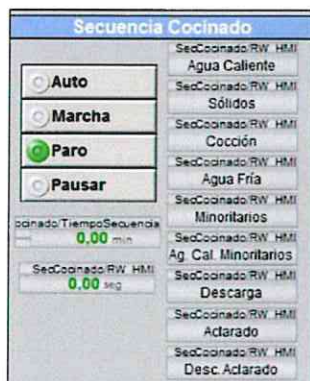 Secuencia Cocinado
Auto
Marcha
Paro
Pausar
ocinado/TiempoSecuencia
0,00 min
SecCocinado/RW_HMI
0,00 seg
SecCocinado/RW_HMI
Agua Caliente
SecCocinado/RW_HMI
Sólidos
SecCocinado/RW_HMI
Cocción
SecCocinado/RW_HMI
Agua Fría
SecCocinado/RW_HMI
Minoritarios
SecCocinado/RW_HMI
Ag. Cal. Minoritarios
SecCocinado/RW_HMI
Descarga
SecCocinado/RW_HMI
Aclarado
SecCocinado/RW_HMI
Desc. Aclarado